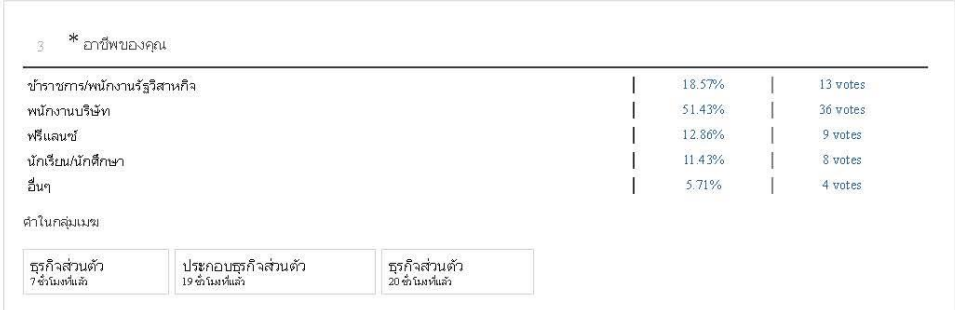 3 * อาชีพของคุณ
ข้าราชการ/พนักงานรัฐวิสาหกิจ 18.57% 13 votes
พนักงานบริษัท 51.43% 36 votes
ฟรีแลนซ์ 12.86% 9 votes
นักเรียน/นักศึกษา 11.43% 8 votes
อื่นๆ 5.71% 4 votes
คำในกลุ่มเมฆ
ธุรกิจส่วนตัว ประกอบธุรกิจส่วนตัว ธุรกิจส่วนตัว
7 ชั่วโมงที่แล้ว 19 ชั่วโมงที่แล้ว 20 ชั่วโมงที่แล้ว